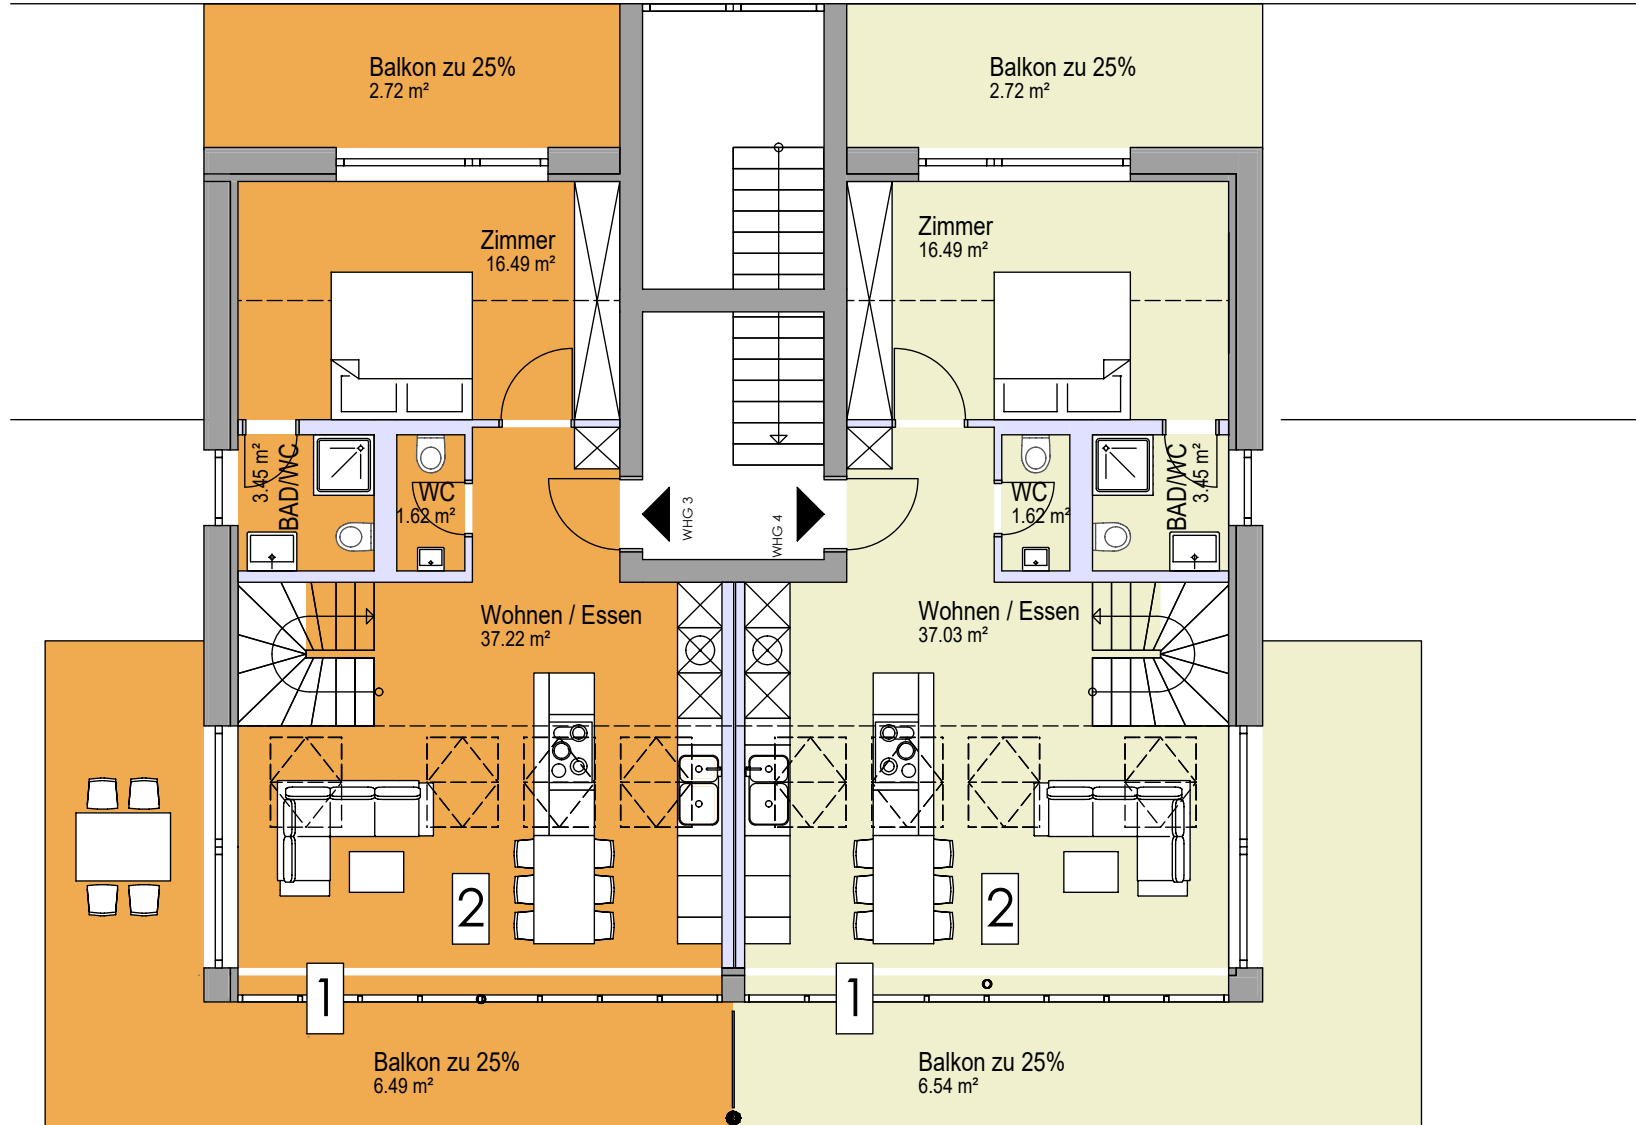 Balkon zu 25%
2.72 m²
Balkon zu 25%
2.72 m²
Zimmer
16.49 m²
Zimmer
16.49 m²
BAD/WC
3.45 m²
WC
1.62 m²
WHG 3
WHG 4
WC
1.62 m²
BAD/WC
3.45 m²
Wohnen / Essen
37.22 m²
Wohnen / Essen
37.03 m²
2
2
1
1
Balkon zu 25%
6.49 m²
Balkon zu 25%
6.54 m²